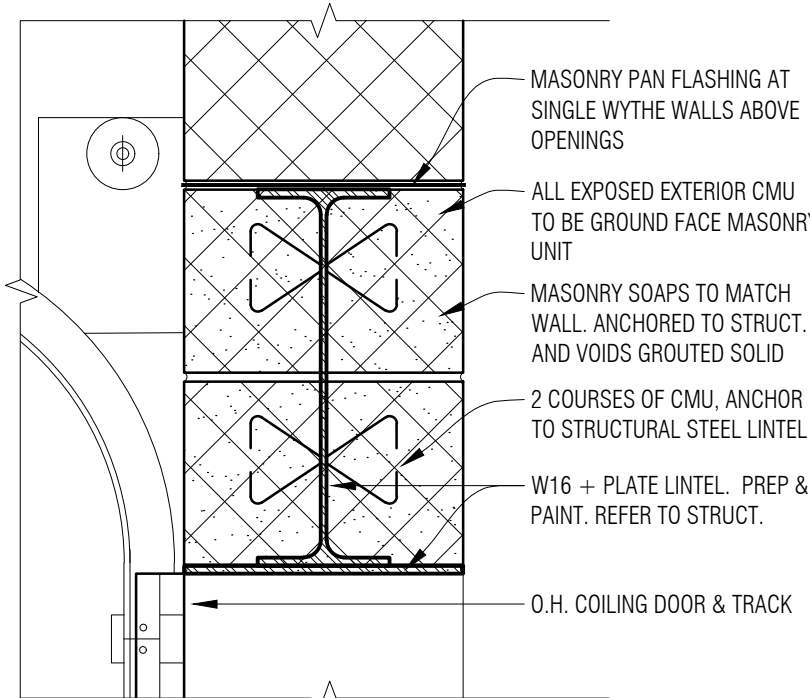 MASONRY PAN FLASHING AT
SINGLE WYTHE WALLS ABOVE
OPENINGS
ALL EXPOSED EXTERIOR CMU
TO BE GROUND FACE MASONRY
UNIT
MASONRY SOAPS TO MATCH
WALL. ANCHORED TO STRUCT.
AND VOIDS GROUTED SOLID
2 COURSES OF CMU, ANCHOR
TO STRUCTURAL STEEL LINTEL
W16 + PLATE LINTEL. PREP &
PAINT. REFER TO STRUCT.
O.H. COILING DOOR & TRACK